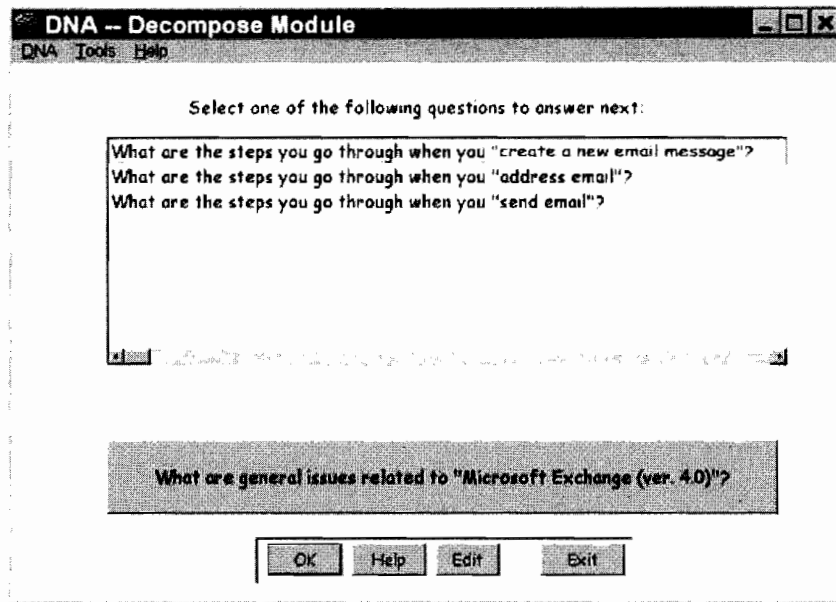 DNA -- Decompose Module
DNA Tools Help
Select one of the following questions to answer next:
What are the steps you go through when you "create a new email message"?
What are the steps you go through when you "address email"?
What are the steps you go through when you "send email"?
What are general issues related to "Microsoft Exchange (ver. 4.0)"?
OK Help Edit Exit